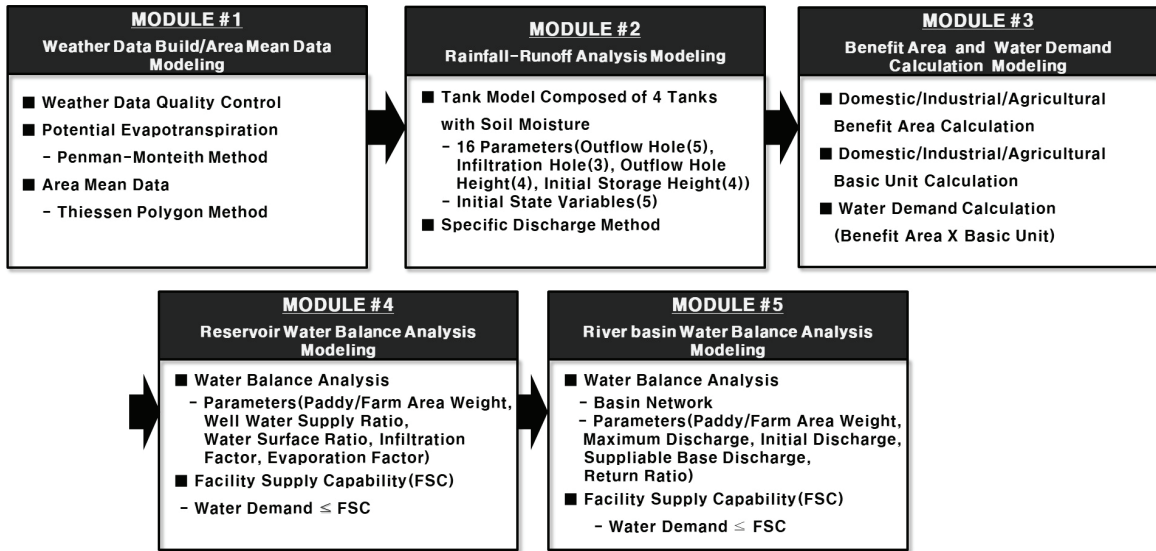 MODULE #1
Weather Data Build/Area Mean Data
Modeling
■ Weather Data Quality Control
■ Potential Evapotranspiration
– Penman-Monteith Method
■ Area Mean Data
– Thiessen Polygon Method
MODULE #2
Rainfall-Runoff Analysis Modeling
■ Tank Model Composed of 4 Tanks
with Soil Moisture
– 16 Parameters(Outflow Hole(5),
Infiltration Hole(3), Outflow Hole
Height(4), Initial Storage Height(4))
– Initial State Variables(5)
■ Specific Discharge Method
MODULE #3
Benefit Area and Water Demand
Calculation Modeling
■ Domestic/Industrial/Agricultural
Benefit Area Calculation
■ Domestic/Industrial/Agricultural
Basic Unit Calculation
■ Water Demand Calculation
(Benefit Area X Basic Unit)
MODULE #4
Reservoir Water Balance Analysis
Modeling
■ Water Balance Analysis
– Parameters(Paddy/Farm Area Weight,
Well Water Supply Ratio,
Water Surface Ratio, Infiltration
Factor, Evaporation Factor)
■ Facility Supply Capability(FSC)
– Water Demand ≤ FSC
MODULE #5
River basin Water Balance Analysis
Modeling
■ Water Balance Analysis
– Basin Network
– Parameters(Paddy/Farm Area Weight,
Maximum Discharge, Initial Discharge,
Suppliable Base Discharge,
Return Ratio)
■ Facility Supply Capability(FSC)
– Water Demand ≤ FSC